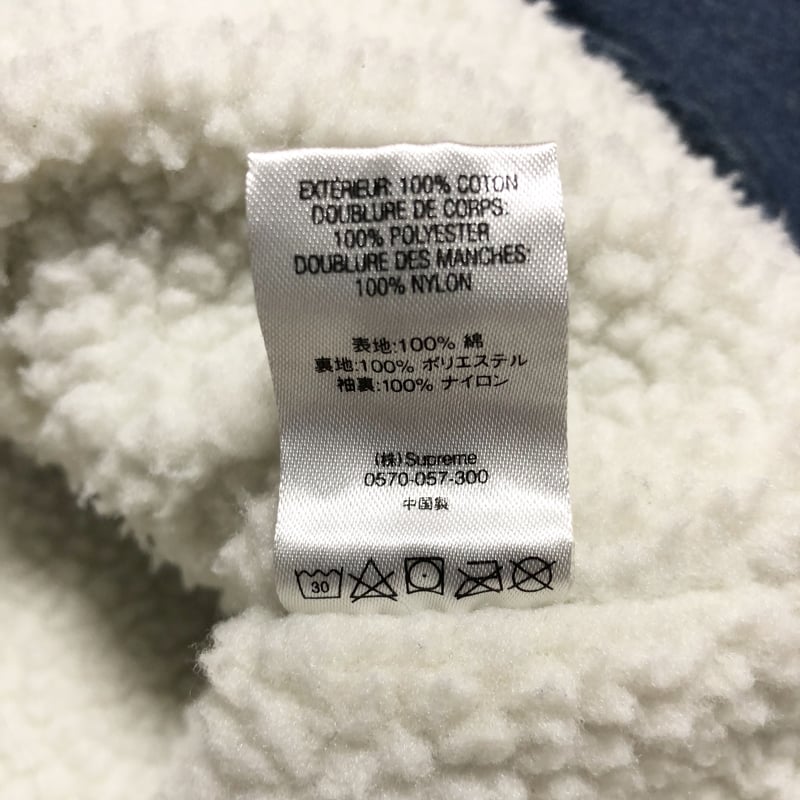 EXTÉRIEUR: 100% COTON
DOUBLURE DE CORPS:
100% POLYESTER
DOUBLURE DES MANCHES:
100% NYLON
表地:100% 綿
裏地:100% ポリエステル
袖裏:100% ナイロン
(株)Supreme
0570-057-300
中国製
30